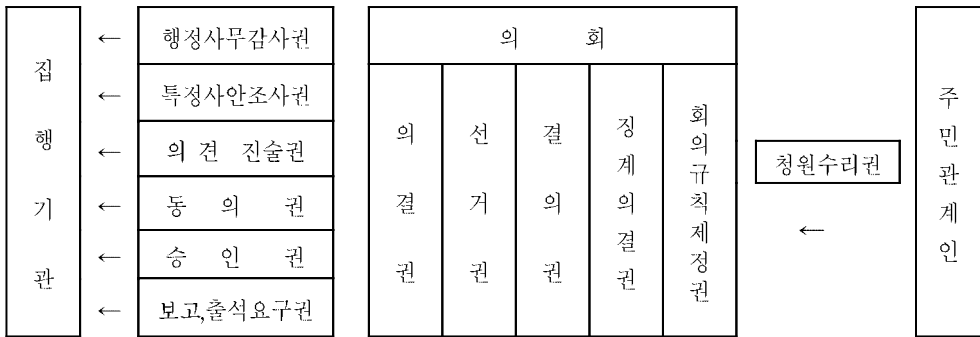 집행기관
← 행정사무감사권
← 특정사안조사권
← 의견 진술권
← 동의권
← 승인권
← 보고,출석요구권
의 회
의결권
선거권
결의권
징계의결권
회의규칙제정권
청원수리권
←
주민관계인